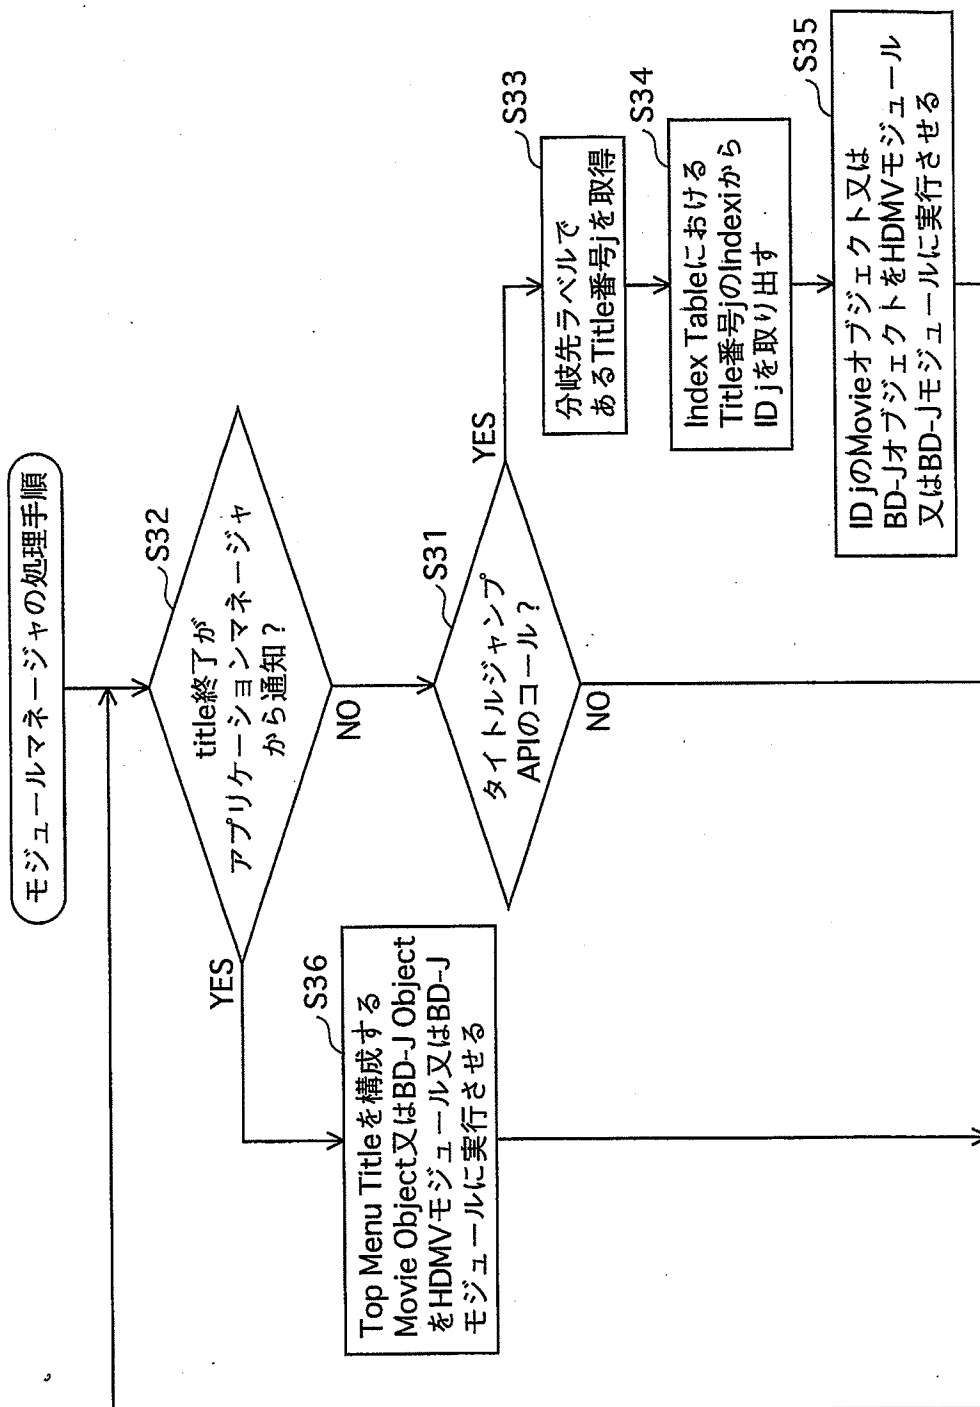 モジュールマネージャの処理手順
S32
title終了が
アプリケーションマネージャ
から通知?
YES
NO
S36
Top Menu Titleを構成する
Movie Object又はBD-J Object
をHDMVモジュール又はBD-J
モジュールに実行させる
S31
タイトルジャンプ
APIのコール?
YES
NO
S33
分岐先ラベルで
あるTitle番号jを取得
S34
Index Tableにおける
Title番号jのIndexiから
ID jを取り出す
S35
ID jのMovieオブジェクト又は
BD-JオブジェクトをHDMVモジュール
又はBD-Jモジュールに実行させる